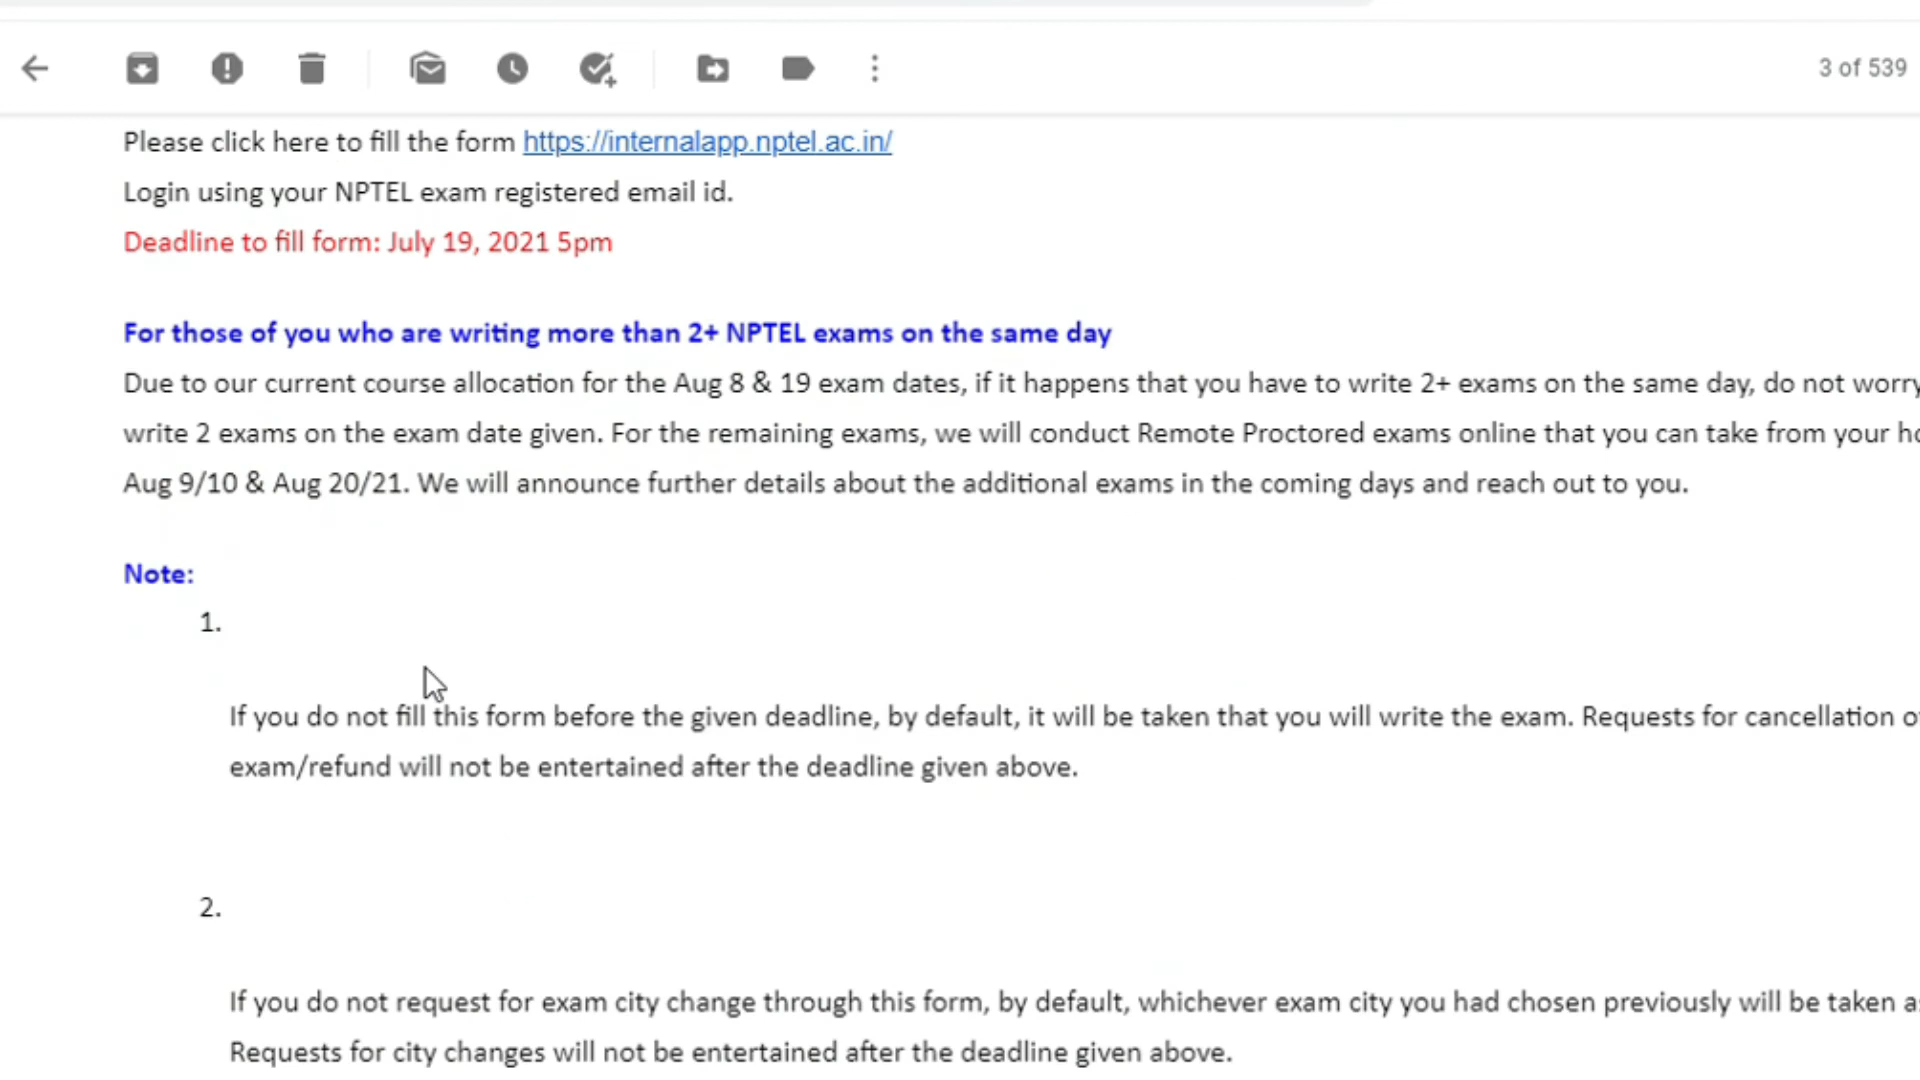 3 of 539
Please click here to fill the form https://internalapp.nptel.ac.in/
Login using your NPTEL exam registered email id.
Deadline to fill form: July 19, 2021 5pm
For those of you who are writing more than 2+ NPTEL exams on the same day
Due to our current course allocation for the Aug 8 & 19 exam dates, if it happens that you have to write 2+ exams on the same day, do not worry
write 2 exams on the exam date given. For the remaining exams, we will conduct Remote Proctored exams online that you can take from your
Aug 9/10 & Aug 20/21. We will announce further details about the additional exams in the coming days and reach out to you.
Note:
1.
If you do not fill this form before the given deadline, by default, it will be taken that you will write the exam. Requests for cancellation
exam/refund will not be entertained after the deadline given above.
2.
If you do not request for exam city change through this form, by default, whichever exam city you had chosen previously will be taken
Requests for city changes will not be entertained after the deadline given above.